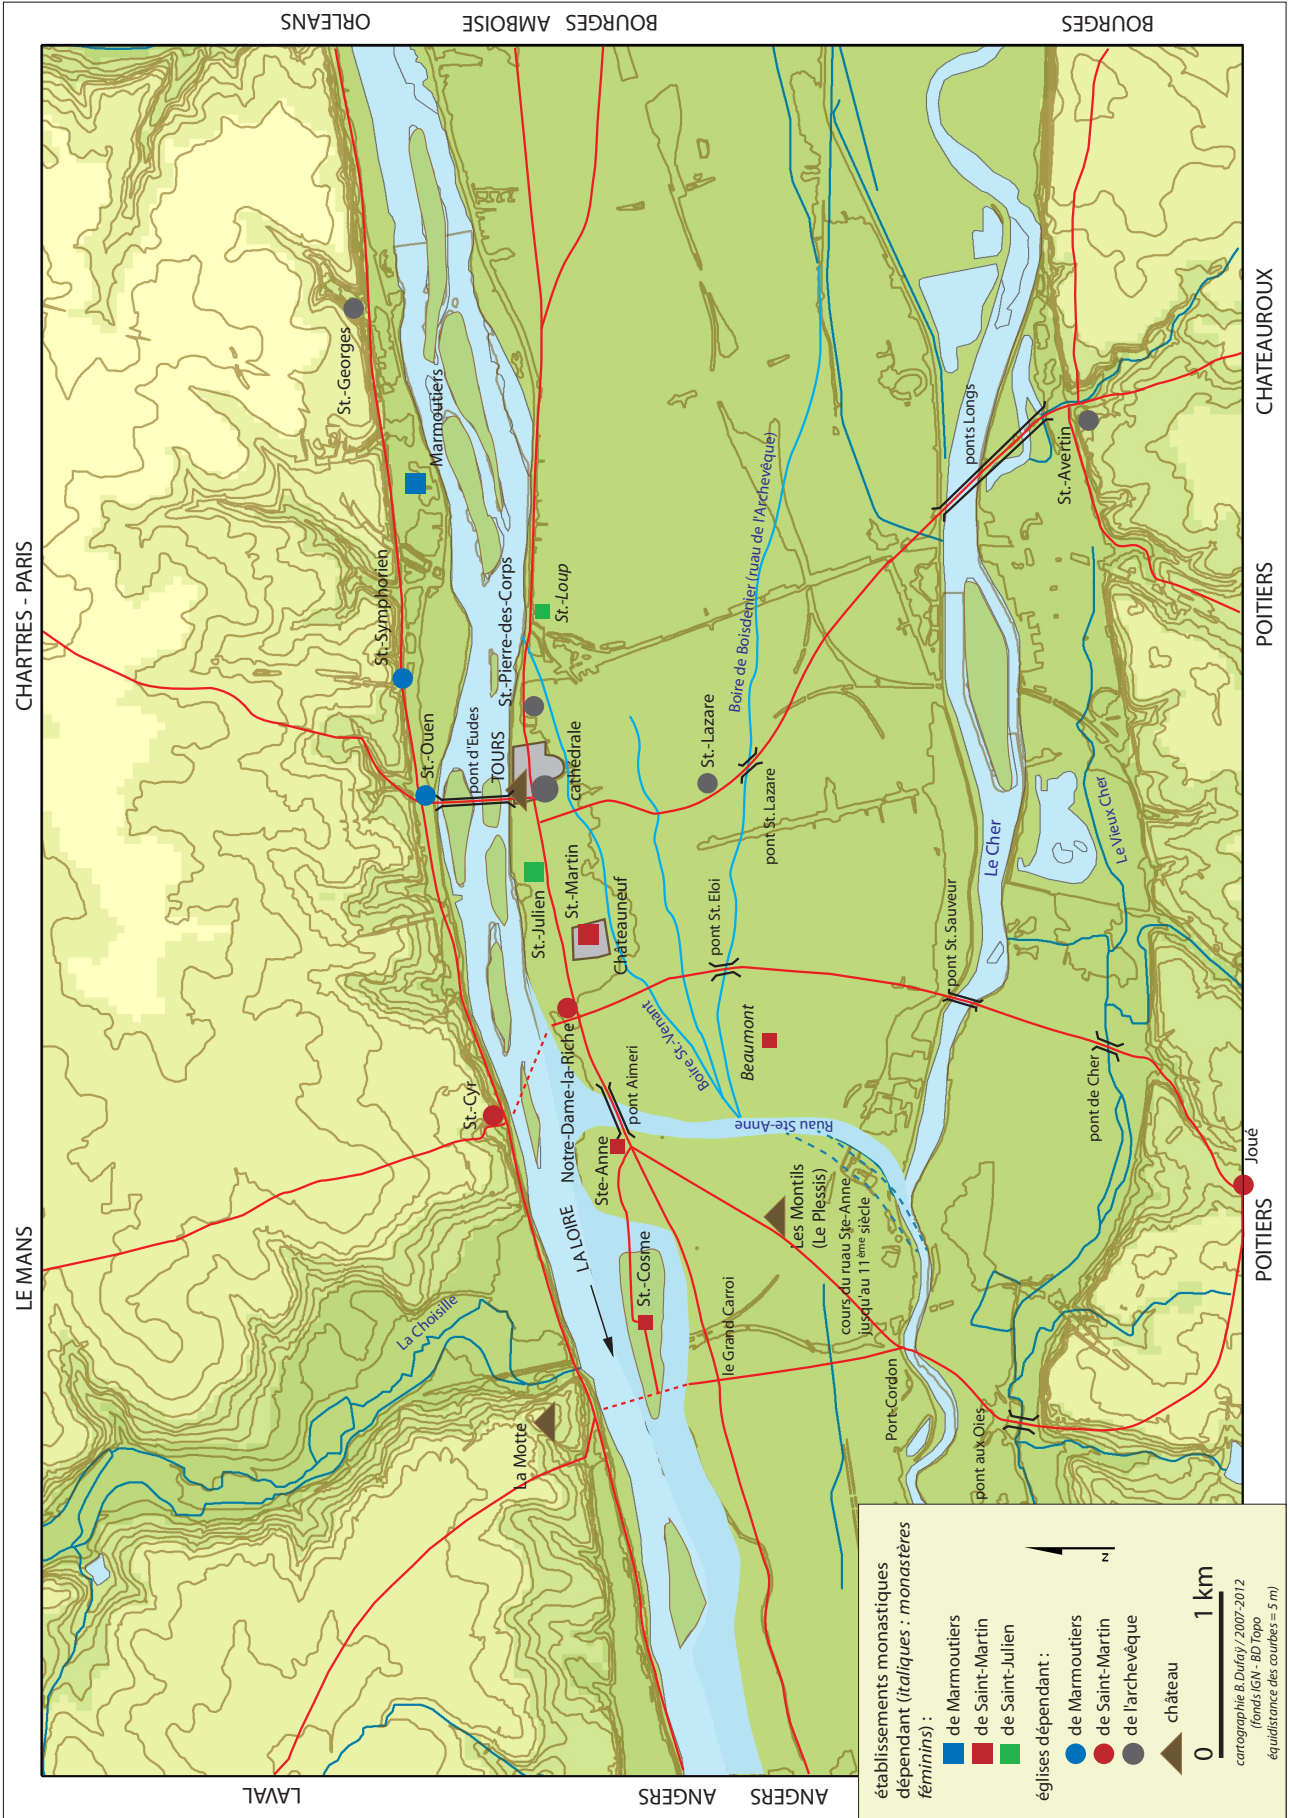 LE MANS
CHARTRES - PARIS
LAVAL
ORLEANS
AMBOISE
BOURGES
BOURGES
ANGERS
ANGERS
POITIERS
POITIERS
CHATEAUROUX
St.-Georges
Marmoutiers
St.-Symphorien
St.-Ouen
pont d'Eudes
TOURS
St.-Pierre-des-Corps
St.-Loup
cathédrale
St.-Julien
St.-Martin
Châteauneuf
St.-Cyr
Notre-Dame-la-Riche
pont Aimeri
Ste-Anne
LA LOIRE
St.-Cosme
La Choisille
La Motte
le Grand Carroi
Les Montils
(Le Plessis)
cours du ruau Ste-Anne
jusqu'au 11ème siècle
Ruau Ste-Anne
Boire St.-Venant
Beaumont
pont St. Eloi
St.-Lazare
pont St. Lazare
Boire de Boisdenier (ruau de l'Archevêque)
ponts Longs
St.-Avertin
Le Cher
Le Vieux Cher
pont St. Sauveur
pont de Cher
Joué
Port-Cordon
pont aux Oies
établissements monastiques
dépendant (italiques : monastères
féminins) :
de Marmoutiers
de Saint-Martin
de Saint-Julien
églises dépendant :
de Marmoutiers
de Saint-Martin
de l'archevêque
château
N
0 1 km
cartographie B. Dufaÿ / 2007-2012
(fonds IGN - BD Topo
équidistance des courbes = 5 m)